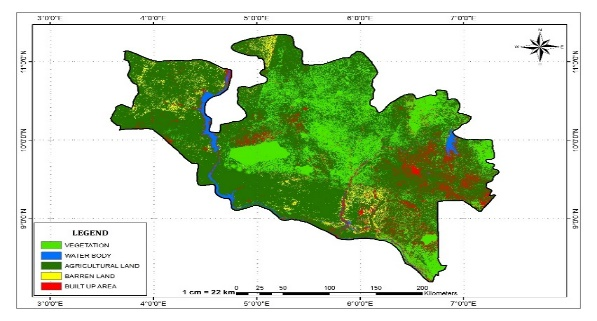 3°0'0"E 4°0'0"E 5°0'0"E 6°0'0"E 7°0'0"E
N
W E
S
11°0'0"N 11°0'0"N
10°0'0"N 10°0'0"N
9°0'0"N 9°0'0"N
LEGEND
VEGETATION
WATER BODY
AGRICULTURAL LAND
BARREN LAND
BUILT UP AREA
1 cm = 22 km
0 25 50 100 150 200
Kilometers
3°0'0"E 4°0'0"E 5°0'0"E 6°0'0"E 7°0'0"E